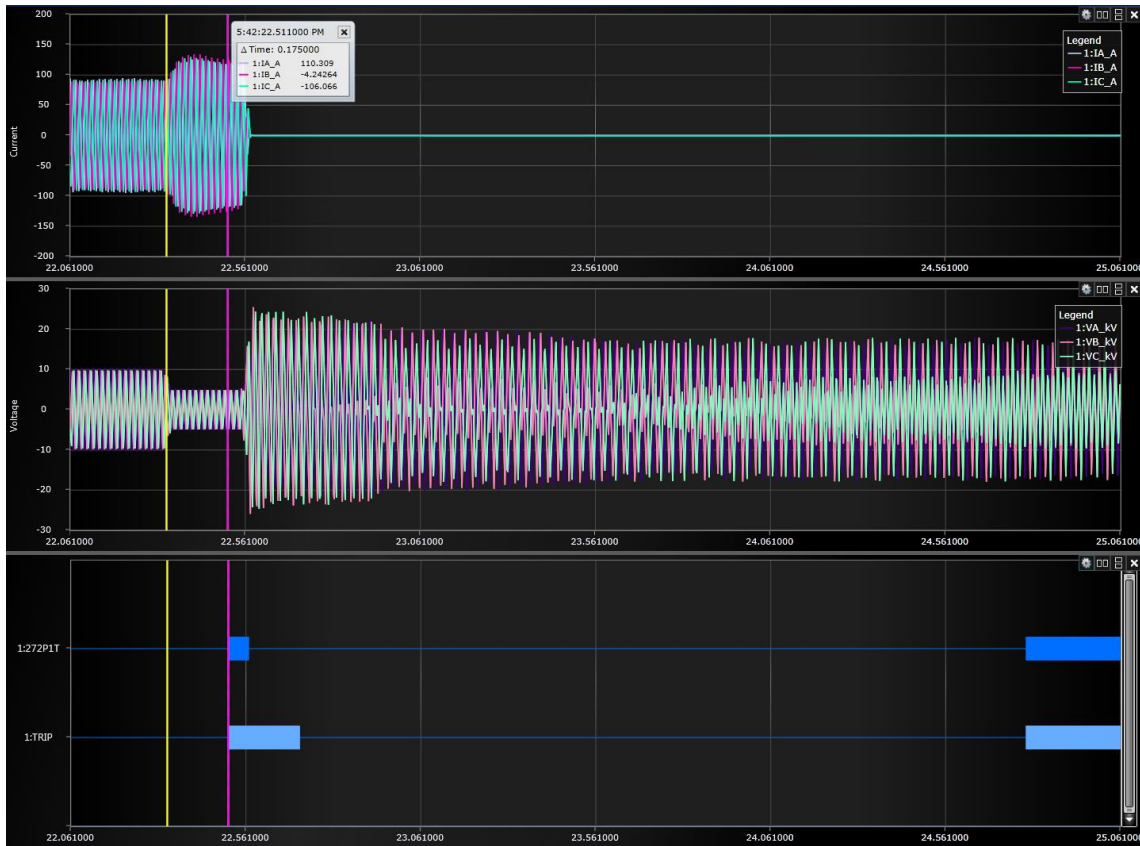 200
150
100
50
0
-50
-100
-150
-200
Current
5:42:22.511000 PM
Δ Time: 0.175000
1:IA_A 110.309
1:IB_A -4.24264
1:IC_A -106.066
Legend
1:IA_A
1:IB_A
1:IC_A
22.061000 22.561000 23.061000 23.561000 24.061000 24.561000 25.061000
30
20
10
0
-10
-20
-30
Voltage
Legend
1:VA_kV
1:VB_kV
1:VC_kV
22.061000 22.561000 23.061000 23.561000 24.061000 24.561000 25.061000
1:272P1T
1:TRIP
22.061000 22.561000 23.061000 23.561000 24.061000 24.561000 25.061000